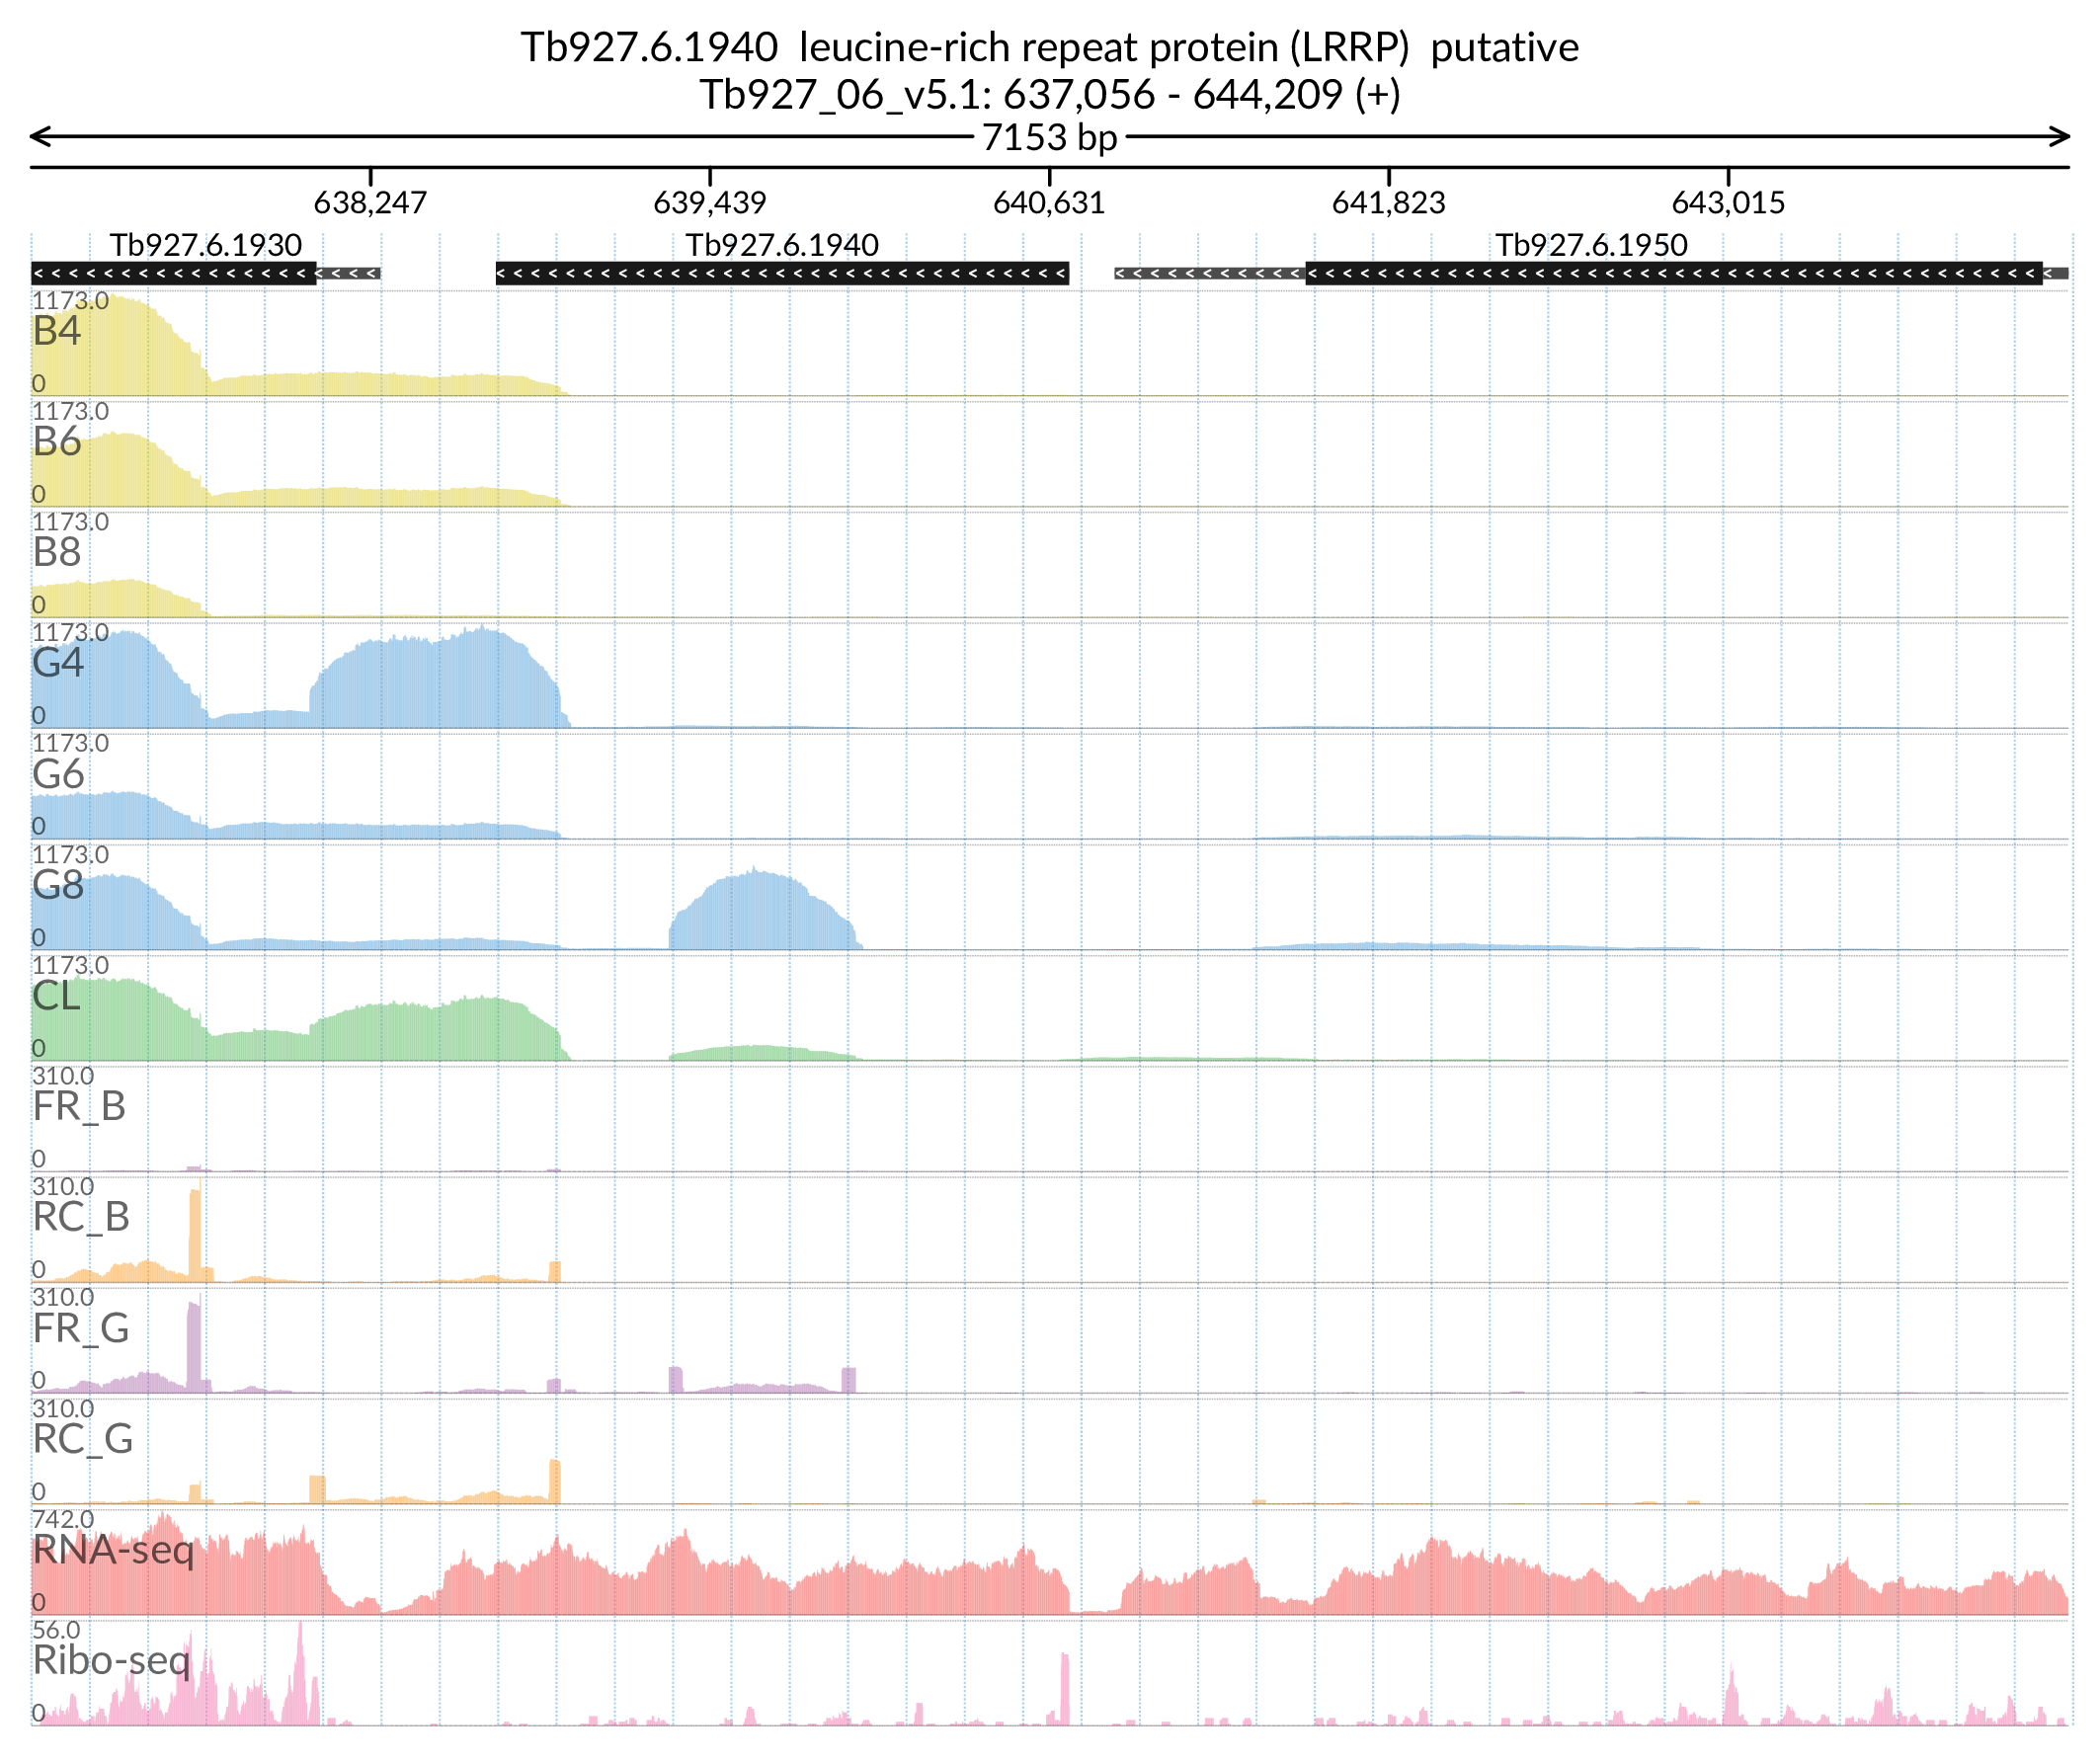 Tb927.6.1940 leucine-rich repeat protein (LRRP) putative
Tb927_06_v5.1: 637,056 - 644,209 (+)
7153 bp
638,247 639,439 640,631 641,823 643,015
Tb927.6.1930 Tb927.6.1940 Tb927.6.1950
1173.0
B4
0
1173.0
B6
0
1173.0
B8
0
1173.0
G4
0
1173.0
G6
0
1173.0
G8
0
1173.0
CL
0
310.0
FR_B
0
310.0
RC_B
0
310.0
FR_G
0
310.0
RC_G
0
742.0
RNA-seq
0
56.0
Ribo-seq
0